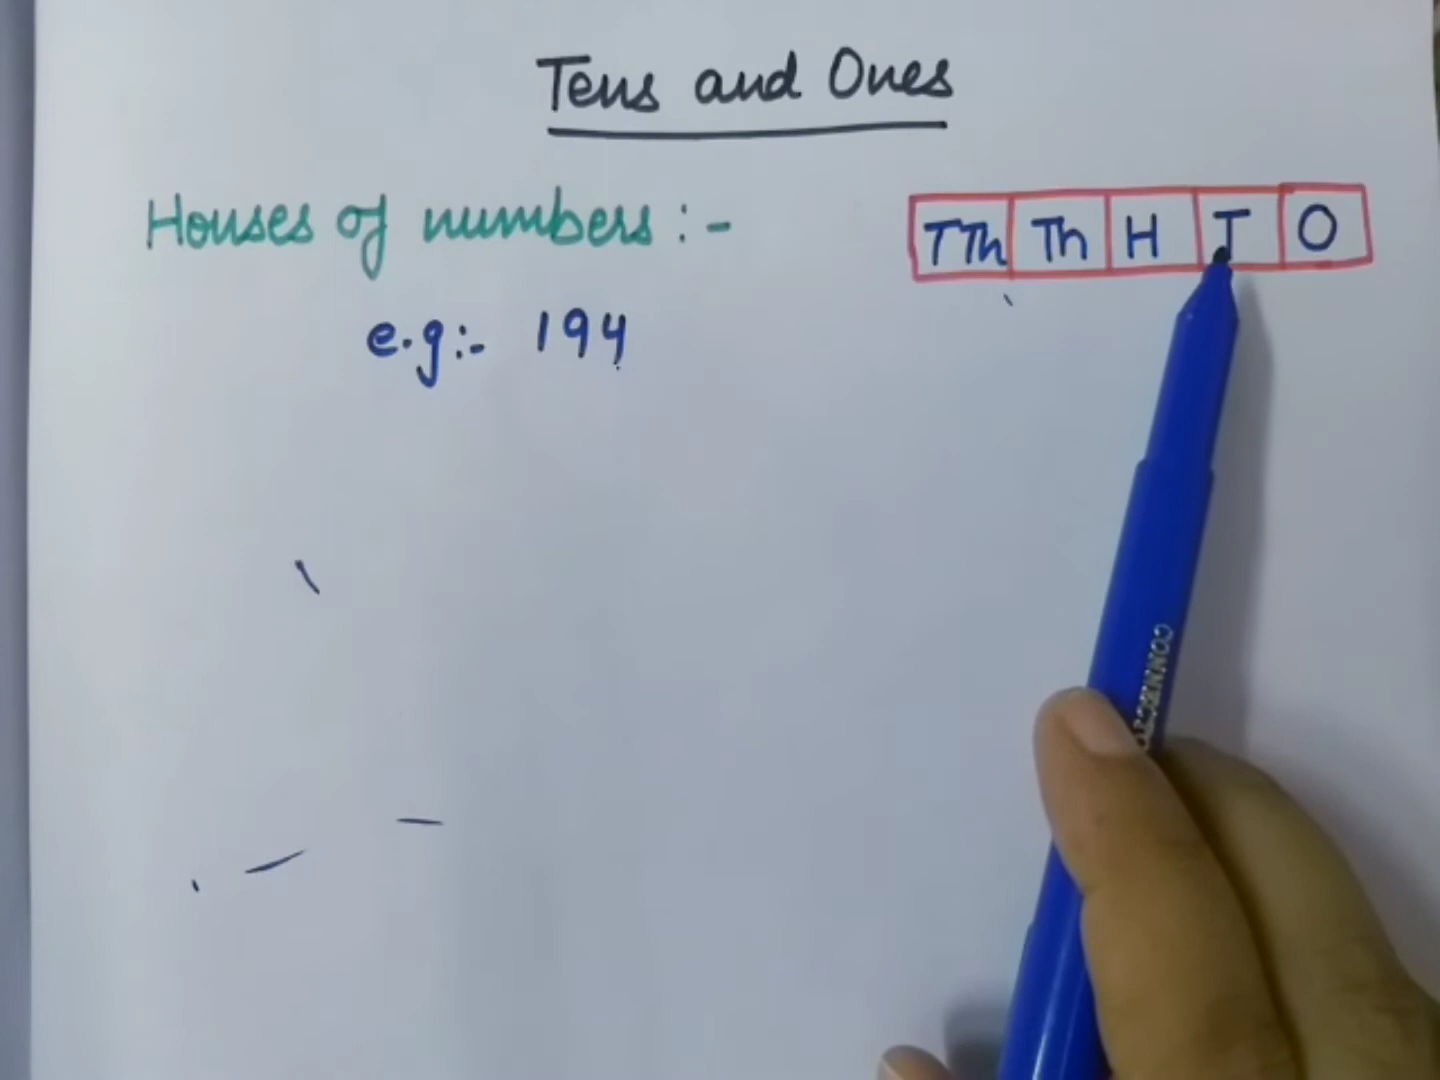 Tens and Ones
Houses of numbers :-
TTh Th H T O
e.g:- 194